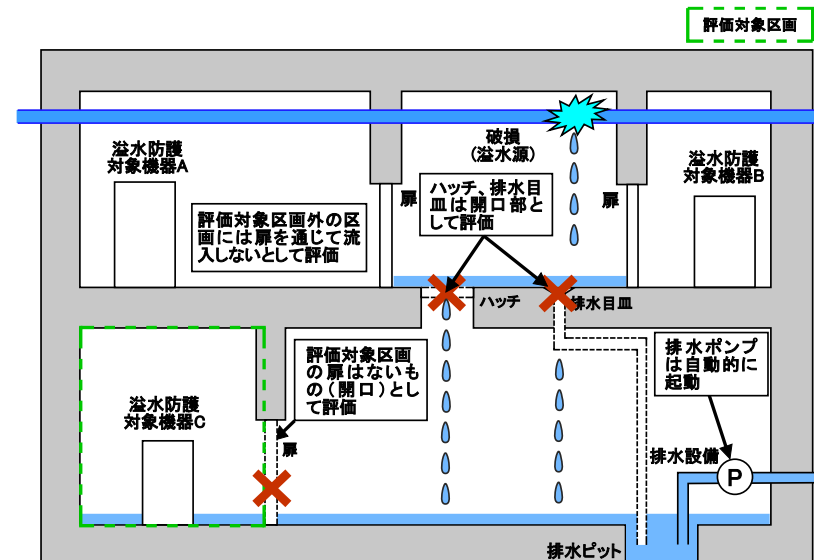 評価対象区画
溢水防護
対象機器A
破損
(溢水源)
溢水防護
対象機器B
扉
ハッチ、排水目
皿は開口部と
して評価
扉
評価対象区画外の区
画には扉を通じて流
入しないとして評価
ハッチ
排水目皿
評価対象区画
の扉はないも
の(開口)とし
て評価
排水ポンプ
は自動的に
起動
溢水防護
対象機器C
扉
排水設備
P
排水ピット